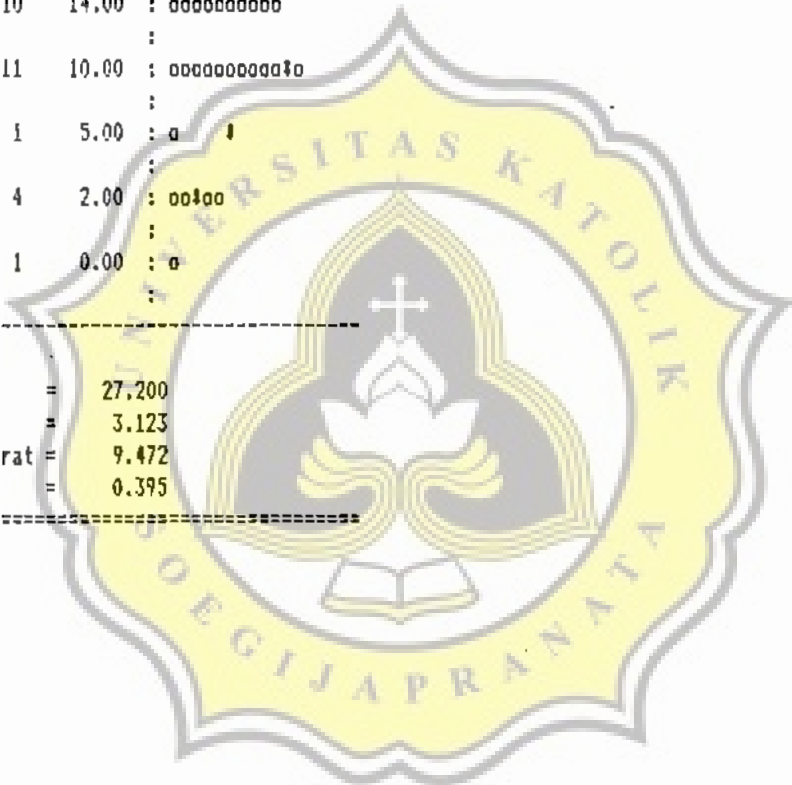 10 14.00 : oooooooooo
:
11 10.00 : oooooooooo*o
:
1 5.00 : o *
:
4 2.00 : oo*oo
:
1 0.00 : o
:
-----------------------------------------
= 27,200
= 3.123
rat = 9.472
= 0.395
=========================================
UNIVERSITAS KATOLIK
SOEGIJAPRANATA